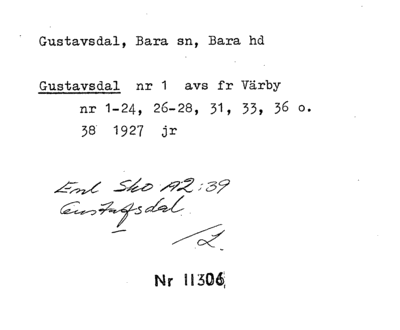 Gustavsdal, Bara sn, Bara hd
Gustavsdal nr 1 avs fr Värby
nr 1-24, 26-28, 31, 33, 36 o.
38 1927 jr
Enl Sko A2:39
Gustafsdal.
/L.
Nr 11306